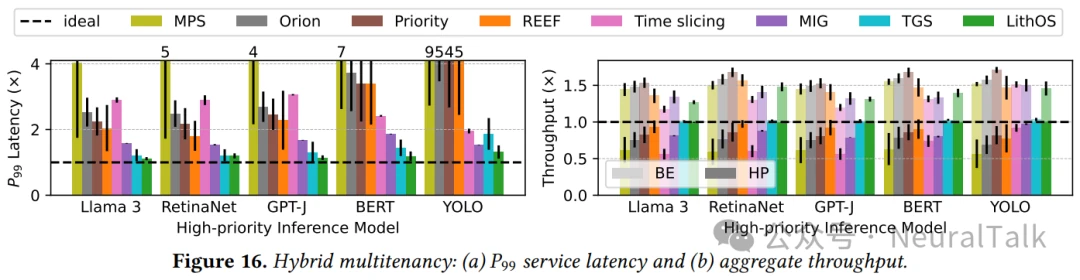 ideal MPS Orion Priority REEF Time slicing MIG TGS LithOS
5 4 7 9545
4
2
0
P99 Latency (×)
Llama 3 RetinaNet GPT-J BERT YOLO
High-priority Inference Model
1.5
1.0
0.5
0.0
Throughput (×)
BE HP
Llama 3 RetinaNet GPT-J BERT YOLO
High-priority Inference Model
公众号 · NeuralTalk
Figure 16. Hybrid multitenancy: (a) P99 service latency and (b) aggregate throughput.